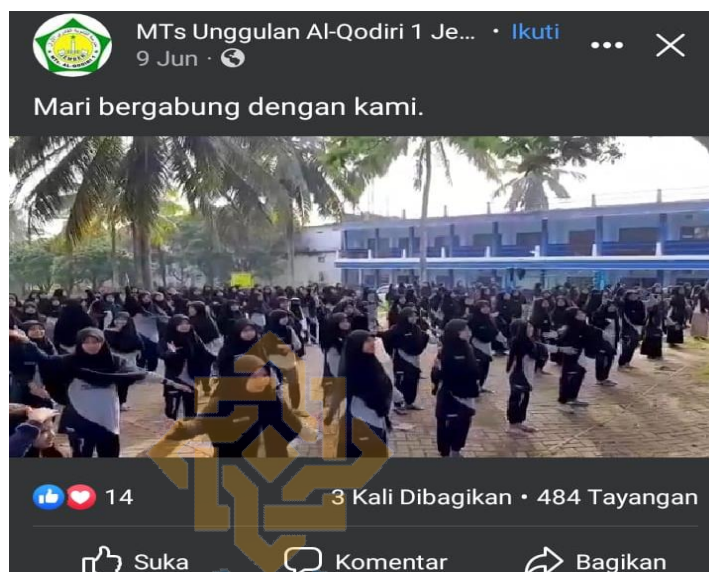 MTs Unggulan Al-Qodiri 1 Je... • Ikuti
9 Jun ·
Mari bergabung dengan kami.
14
3 Kali Dibagikan • 484 Tayangan
Suka
Komentar
Bagikan